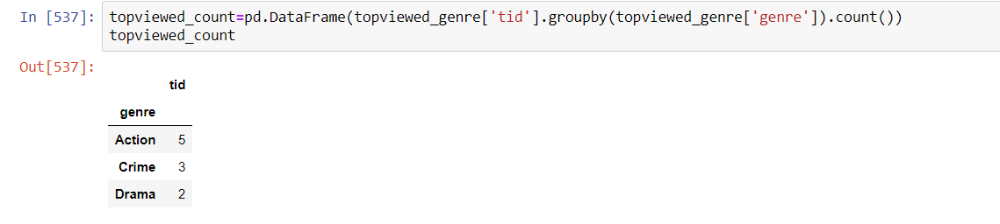 In [537]: topviewed_count=pd.DataFrame(topviewed_genre['tid'].groupby(topviewed_genre['genre']).count())
topviewed_count
Out[537]:
tid
genre
Action 5
Crime 3
Drama 2